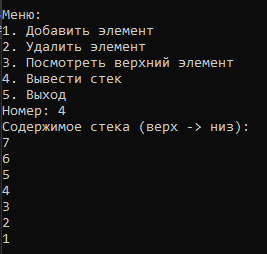 Меню:
1. Добавить элемент
2. Удалить элемент
3. Посмотреть верхний элемент
4. Вывести стек
5. Выход
Номер: 4
Содержимое стека (верх -> низ):
7
6
5
4
3
2
1